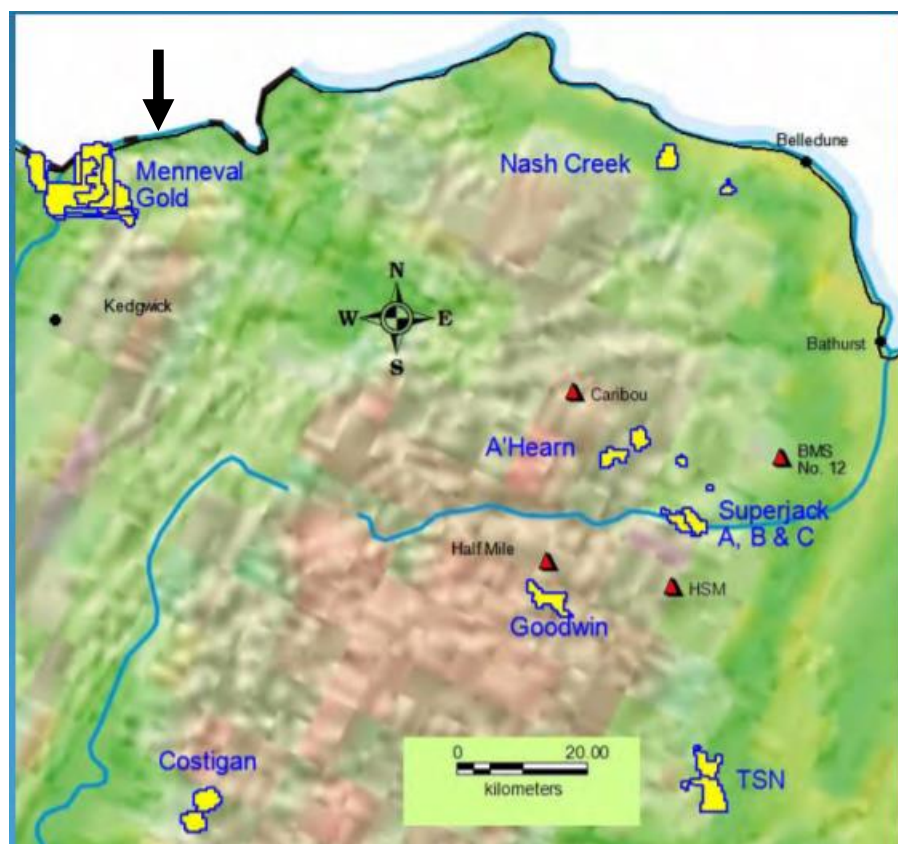 Belledune
Nash Creek
Menneval
Gold
N
Kedgwick
W E
S
Bathurst
Caribou
A'Hearn
BMS
No. 12
Superjack
A, B & C
Half Mile
HSM
Goodwin
0 20.00
kilometers
Costigan
TSN